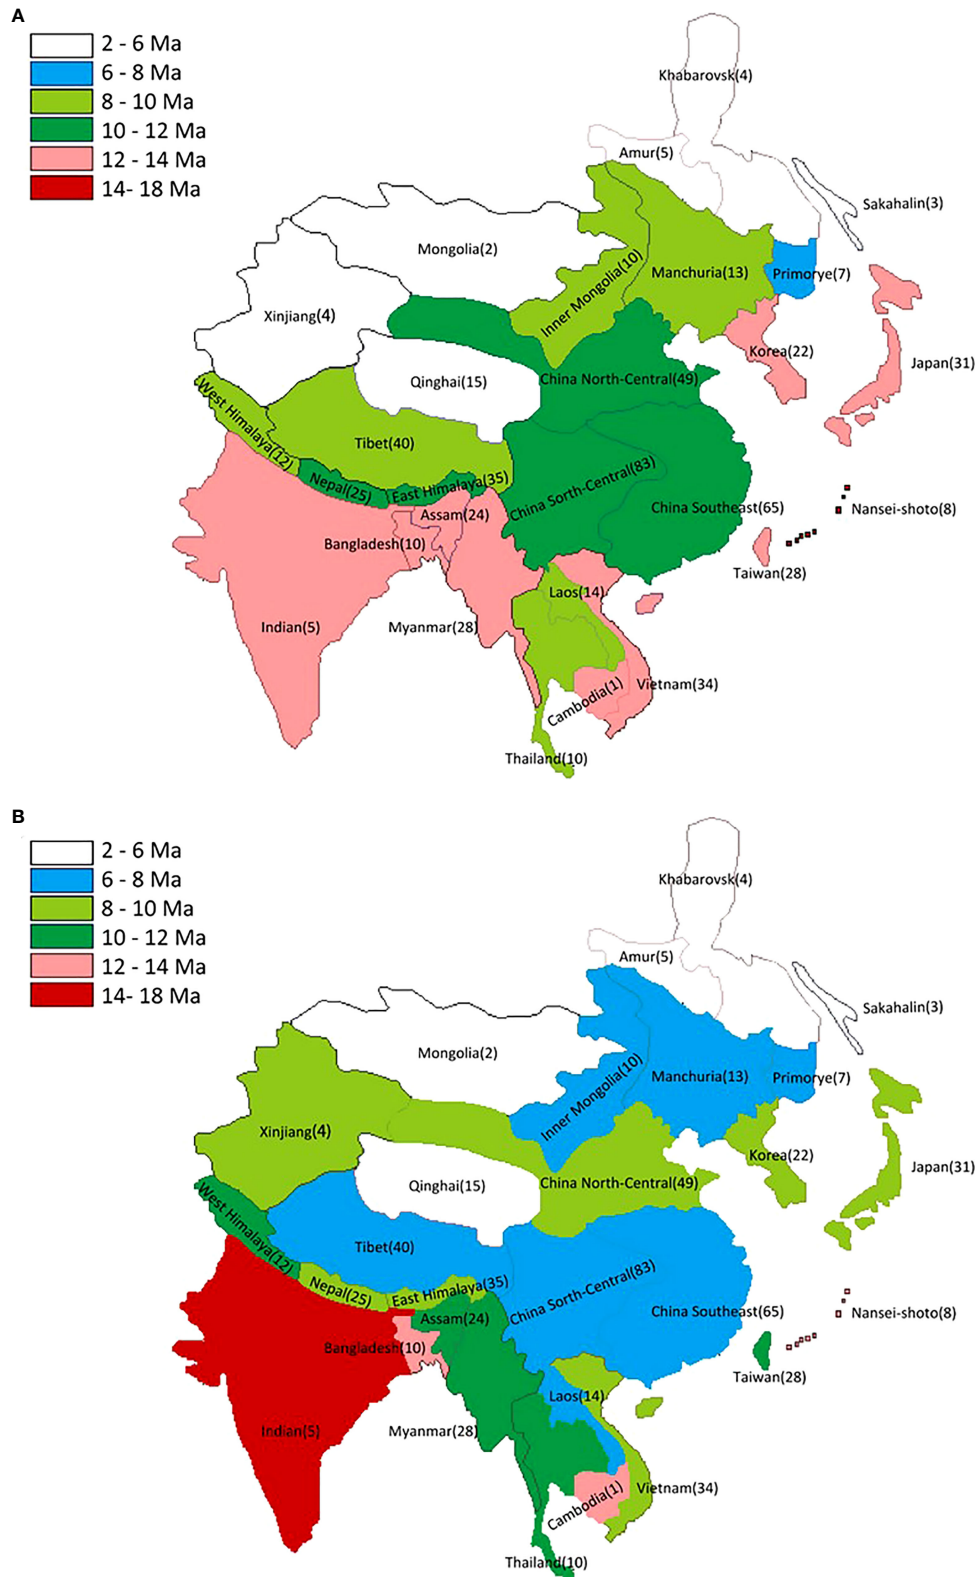 A
2 - 6 Ma
6 - 8 Ma
8 - 10 Ma
10 - 12 Ma
12 - 14 Ma
14- 18 Ma
Khabarovsk(4)
Amur(5)
Sakahalin(3)
Mongolia(2)
Inner Mongolia(10)
Manchuria(13)
Primorye(7)
Xinjiang(4)
Korea(22)
Japan(31)
Qinghai(15)
China North-Central(49)
West Himalaya(12)
Tibet(40)
Nepal(25)
East Himalaya(35)
China Sorth-Central(83)
China Southeast(65)
Nansei-shoto(8)
Assam(24)
Bangladesh(10)
Taiwan(28)
Laos(14)
Indian(5)
Myanmar(28)
Vietnam(34)
Cambodia(1)
Thailand(10)
B
2 - 6 Ma
6 - 8 Ma
8 - 10 Ma
10 - 12 Ma
12 - 14 Ma
14- 18 Ma
Khabarovsk(4)
Amur(5)
Sakahalin(3)
Mongolia(2)
Inner Mongolia(10)
Manchuria(13)
Primorye(7)
Xinjiang(4)
Korea(22)
Japan(31)
Qinghai(15)
China North-Central(49)
West Himalaya(12)
Tibet(40)
Nepal(25)
East Himalaya(35)
China Sorth-Central(83)
China Southeast(65)
Nansei-shoto(8)
Assam(24)
Bangladesh(10)
Taiwan(28)
Laos(14)
Indian(5)
Myanmar(28)
Vietnam(34)
Cambodia(1)
Thailand(10)